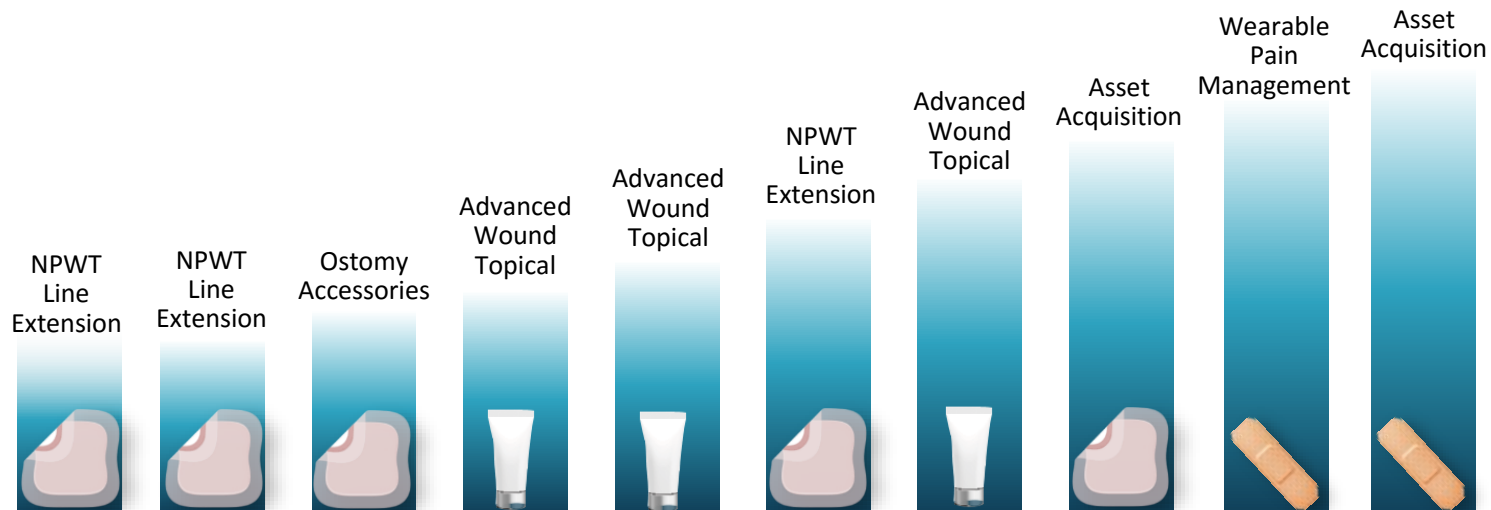 NPWT
Line
Extension
NPWT
Line
Extension
Ostomy
Accessories
Advanced
Wound
Topical
Advanced
Wound
Topical
NPWT
Line
Extension
Advanced
Wound
Topical
Asset
Acquisition
Wearable
Pain
Management
Asset
Acquisition